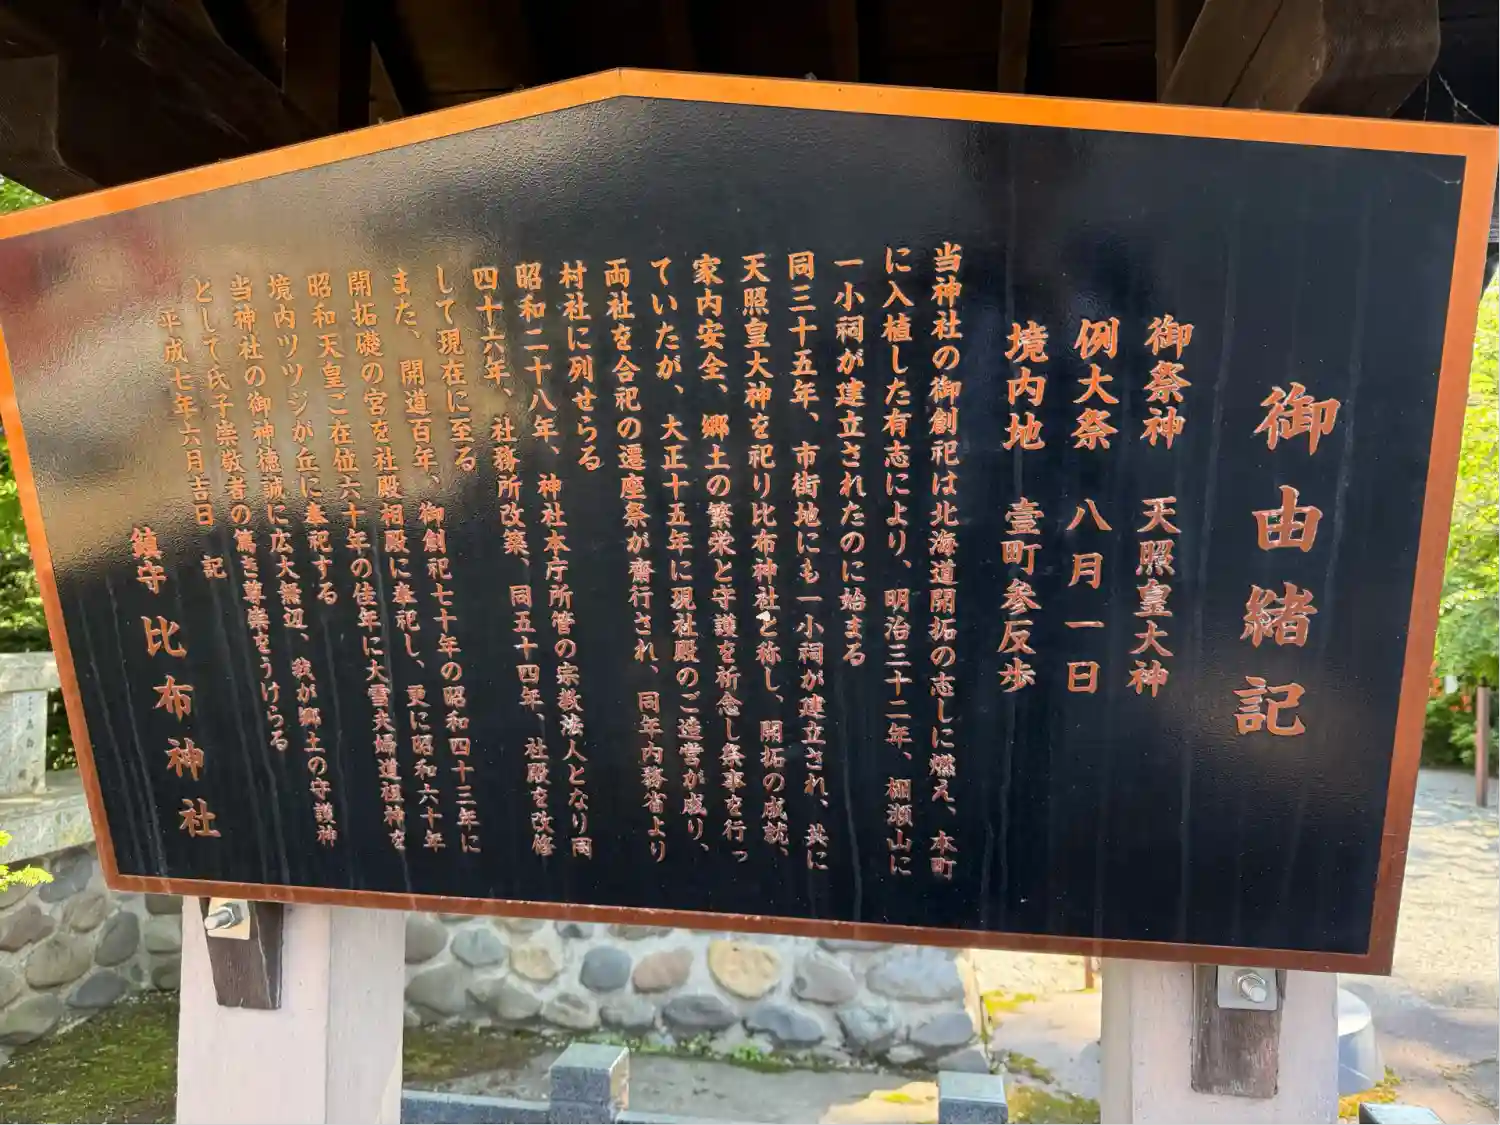 御由緒記
御祭神 天照皇大神
例大祭 八月一日
境内地 壹町参反歩
当神社の御創祀は北海道開拓の志しに燃え、本町
に入植した有志により、明治三十二年、棚瀬山に
一小祠が建立されたのに始まる
同三十五年、市街地にも一小祠が建立され、共に
天照皇大神を祀り比布神社と称し、開拓の成就、
家内安全、郷土の繁栄と守護を祈念し祭事を行っ
ていたが、大正十五年に現社殿のご造営が成り、
両社を合祀の還座祭が齋行され、同年内務省より
村社に列せらる
昭和二十八年、神社本庁所管の宗教法人となり同
四十六年、社務所改築、同五十四年、社殿を改修
して現在に至る
また、開道百年、御創祀七十年の昭和四十三年に
開拓礎の宮を社殿相殿に奉祀し、更に昭和六十年
昭和天皇ご在位六十年の佳年に大雪夫婦道祖神を
境内ツツジが丘に奉祀する
当神社の御神徳誠に広大無辺、我が郷土の守護神
として氏子崇敬者の篤き尊崇をうけらる
平成七年六月吉日 記
鎮守 比布神社